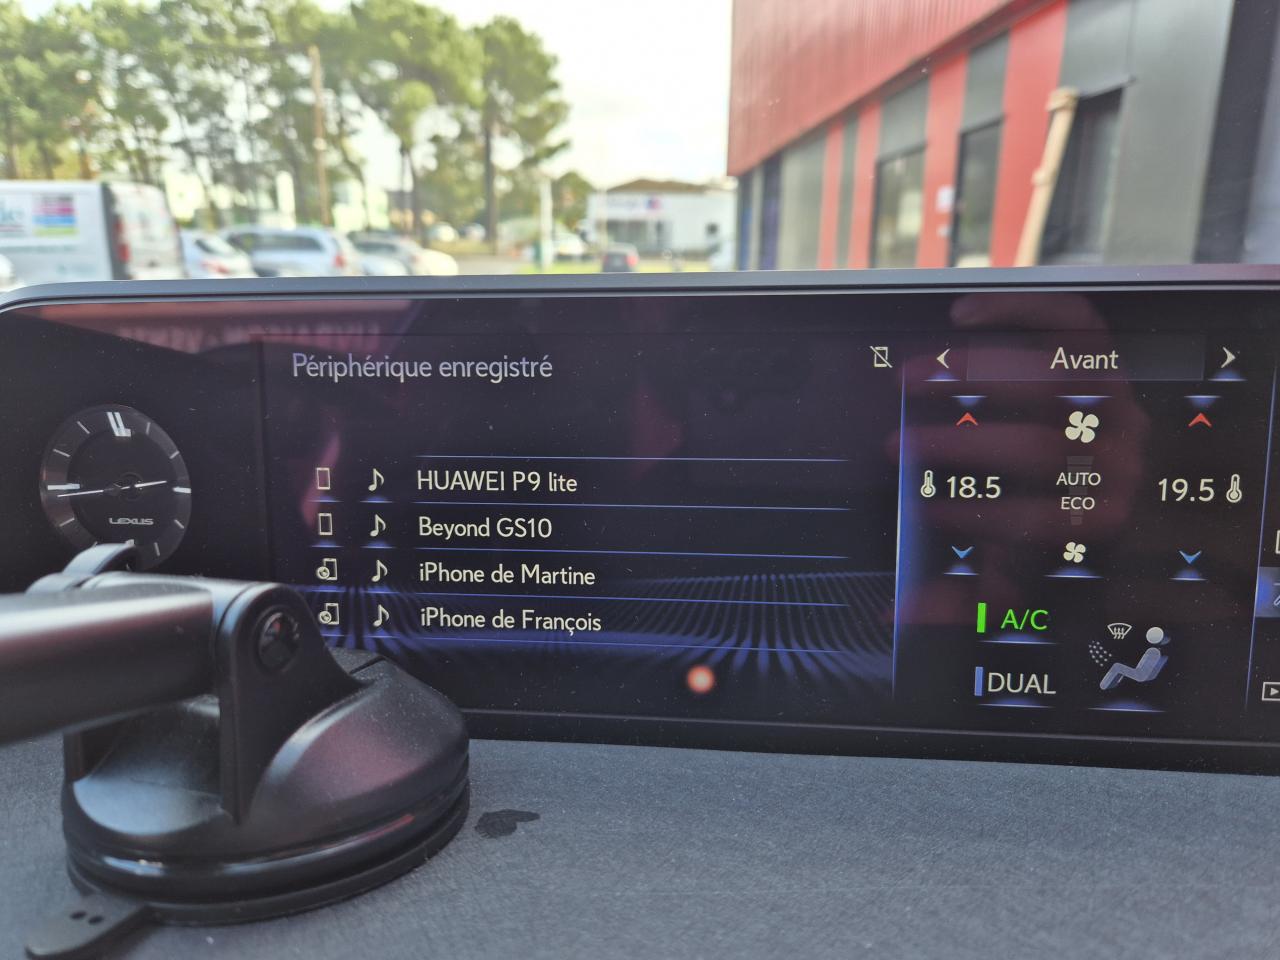 Périphérique enregistré
HUAWEI P9 lite
Beyond GS10
iPhone de Martine
iPhone de François
LEXUS
Avant
18.5
AUTO
ECO
19.5
A/C
DUAL